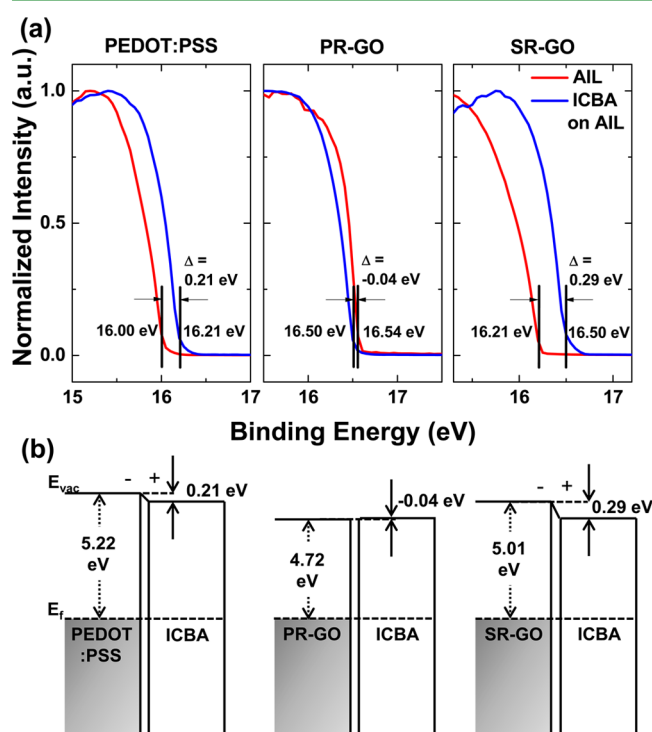 (a)
PEDOT:PSS
PR-GO
SR-GO
Normalized Intensity (a.u.)
1.0
0.5
0.0
AIL
ICBA
on AIL
Δ =
0.21 eV
16.00 eV
16.21 eV
Δ =
-0.04 eV
16.50 eV
16.54 eV
Δ =
0.29 eV
16.21 eV
16.50 eV
15 16 17
16 17
16 17
Binding Energy (eV)
(b)
Evac
- +
0.21 eV
5.22
eV
Ef
PEDOT
:PSS
ICBA
-0.04 eV
4.72
eV
PR-GO
ICBA
- +
0.29 eV
5.01
eV
SR-GO
ICBA